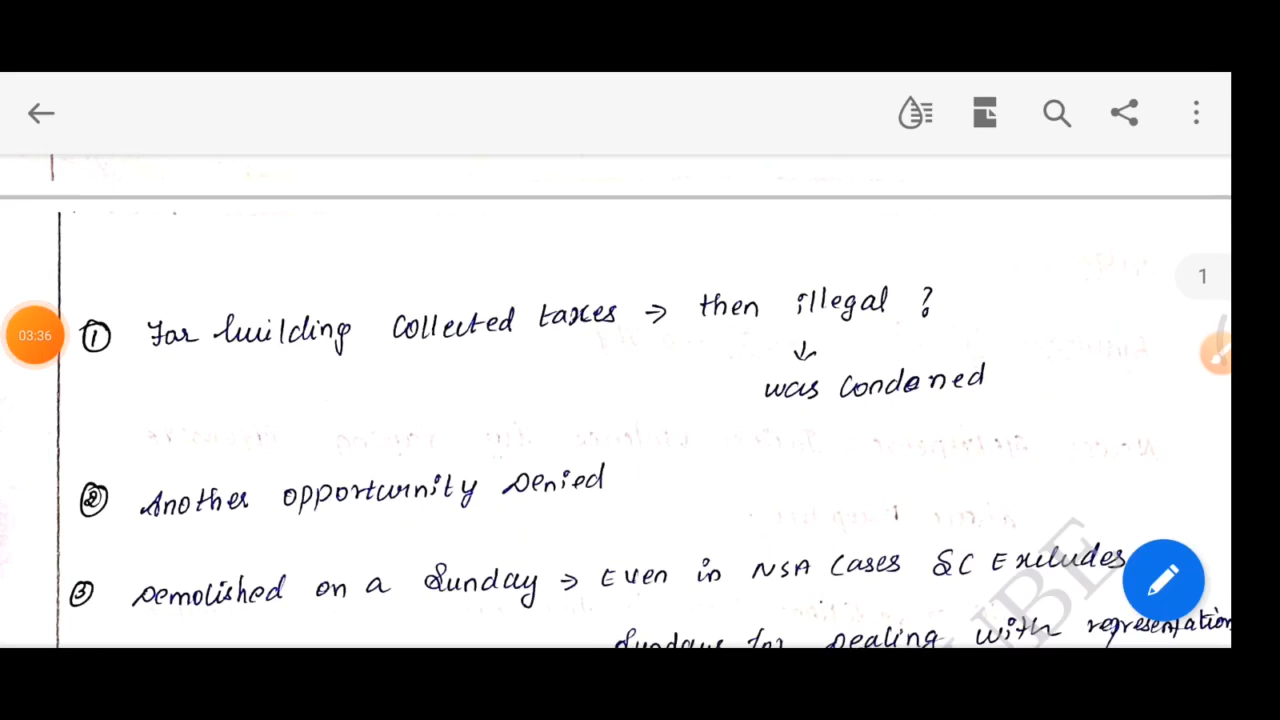 1
03:36
① For building collected taxes → then illegal ?
↓
was condoned
② Another opportunity Denied
③ Demolished on a Sunday → Even in NSA Cases SC Excludes
Sundays for Dealing with representation
UBE